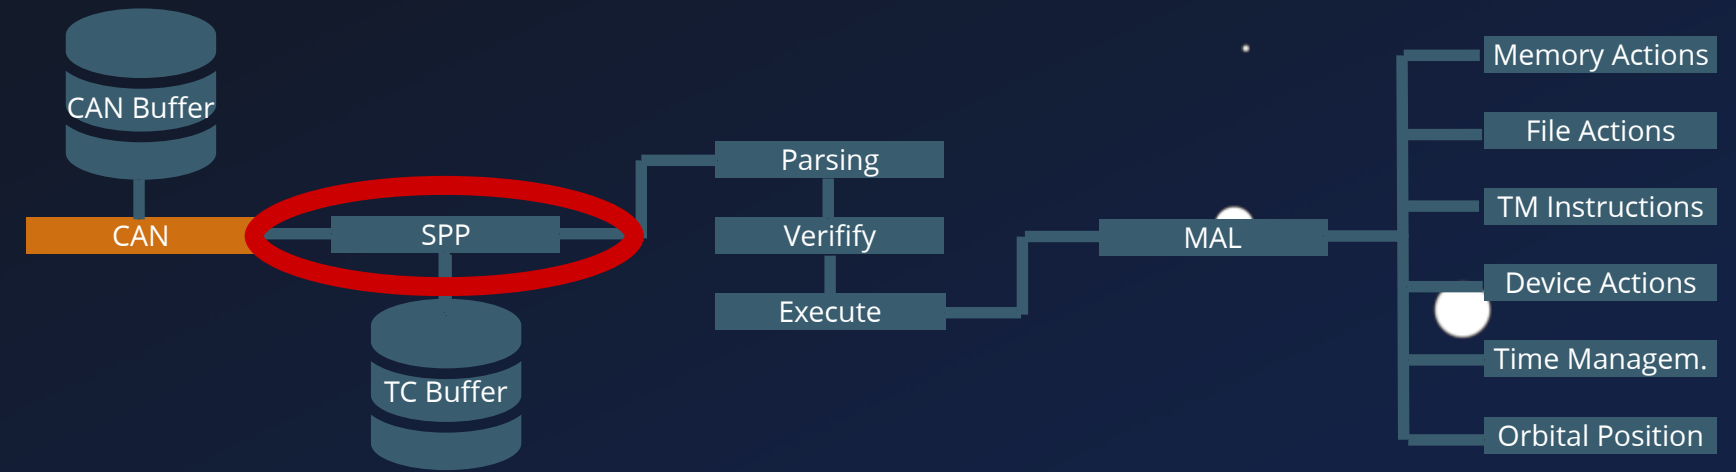 CAN Buffer
CAN
SPP
TC Buffer
Parsing
Verifify
Execute
MAL
Memory Actions
File Actions
TM Instructions
Device Actions
Time Managem.
Orbital Position